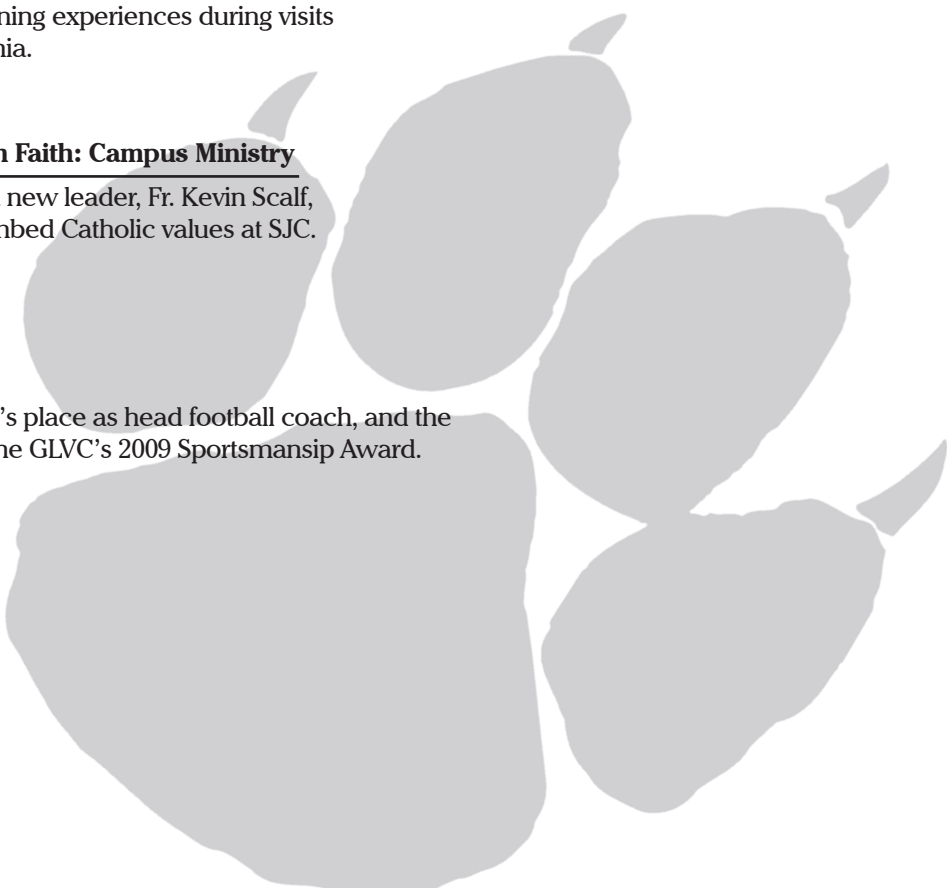 ning experiences during visits
nia.
n Faith: Campus Ministry
new leader, Fr. Kevin Scalf,
nbed Catholic values at SJC.
's place as head football coach, and the
he GLVC's 2009 Sportsmansip Award.